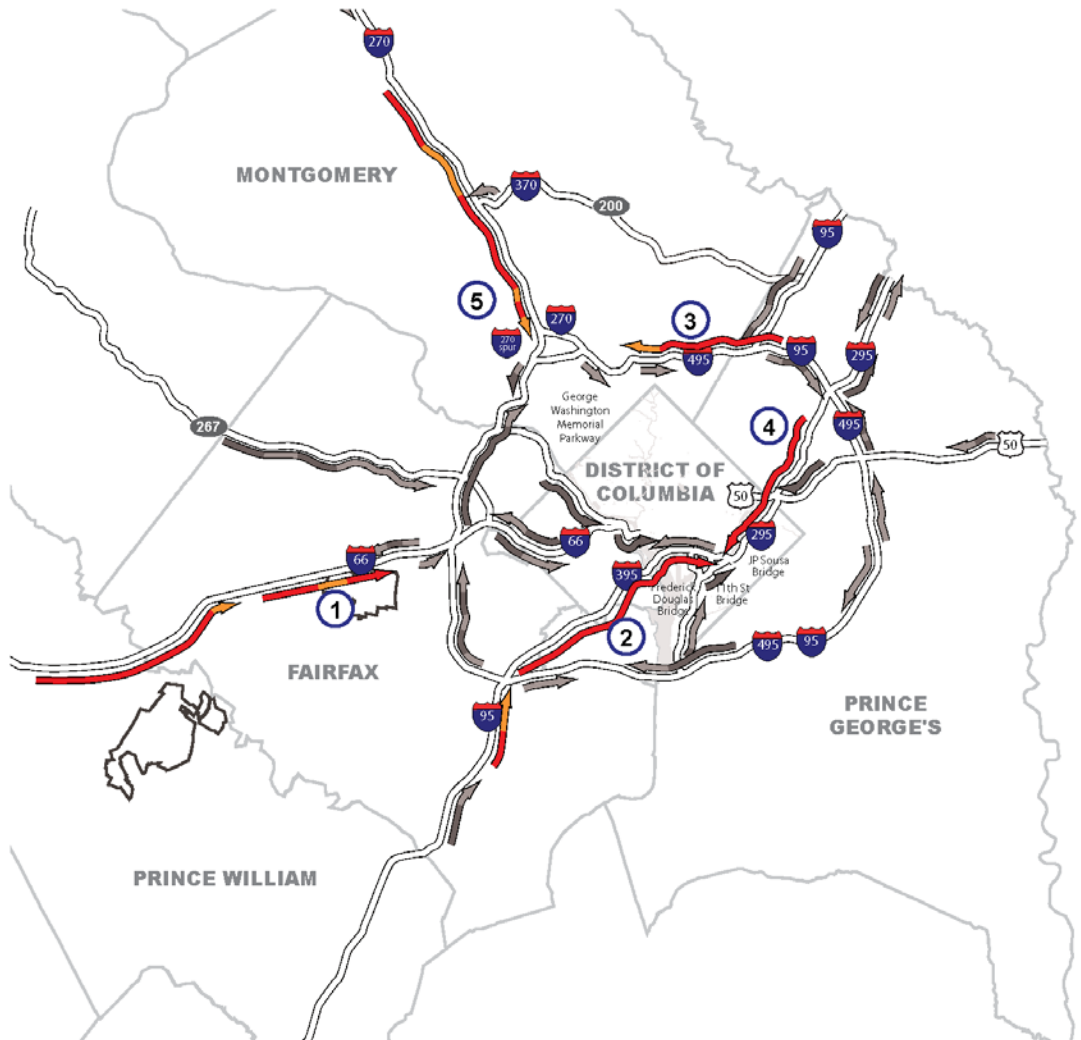 270
MONTGOMERY
370
200
95
5
270
3
270
spur
495
95
295
George
Washington
Memorial
Parkway
4
495
267
50
DISTRICT OF
COLUMBIA
50
66
295
66
JP Sousa
Bridge
395
Frederick
Douglas
Bridge
11th St
Bridge
1
2
495
95
FAIRFAX
95
PRINCE
GEORGE'S
PRINCE WILLIAM